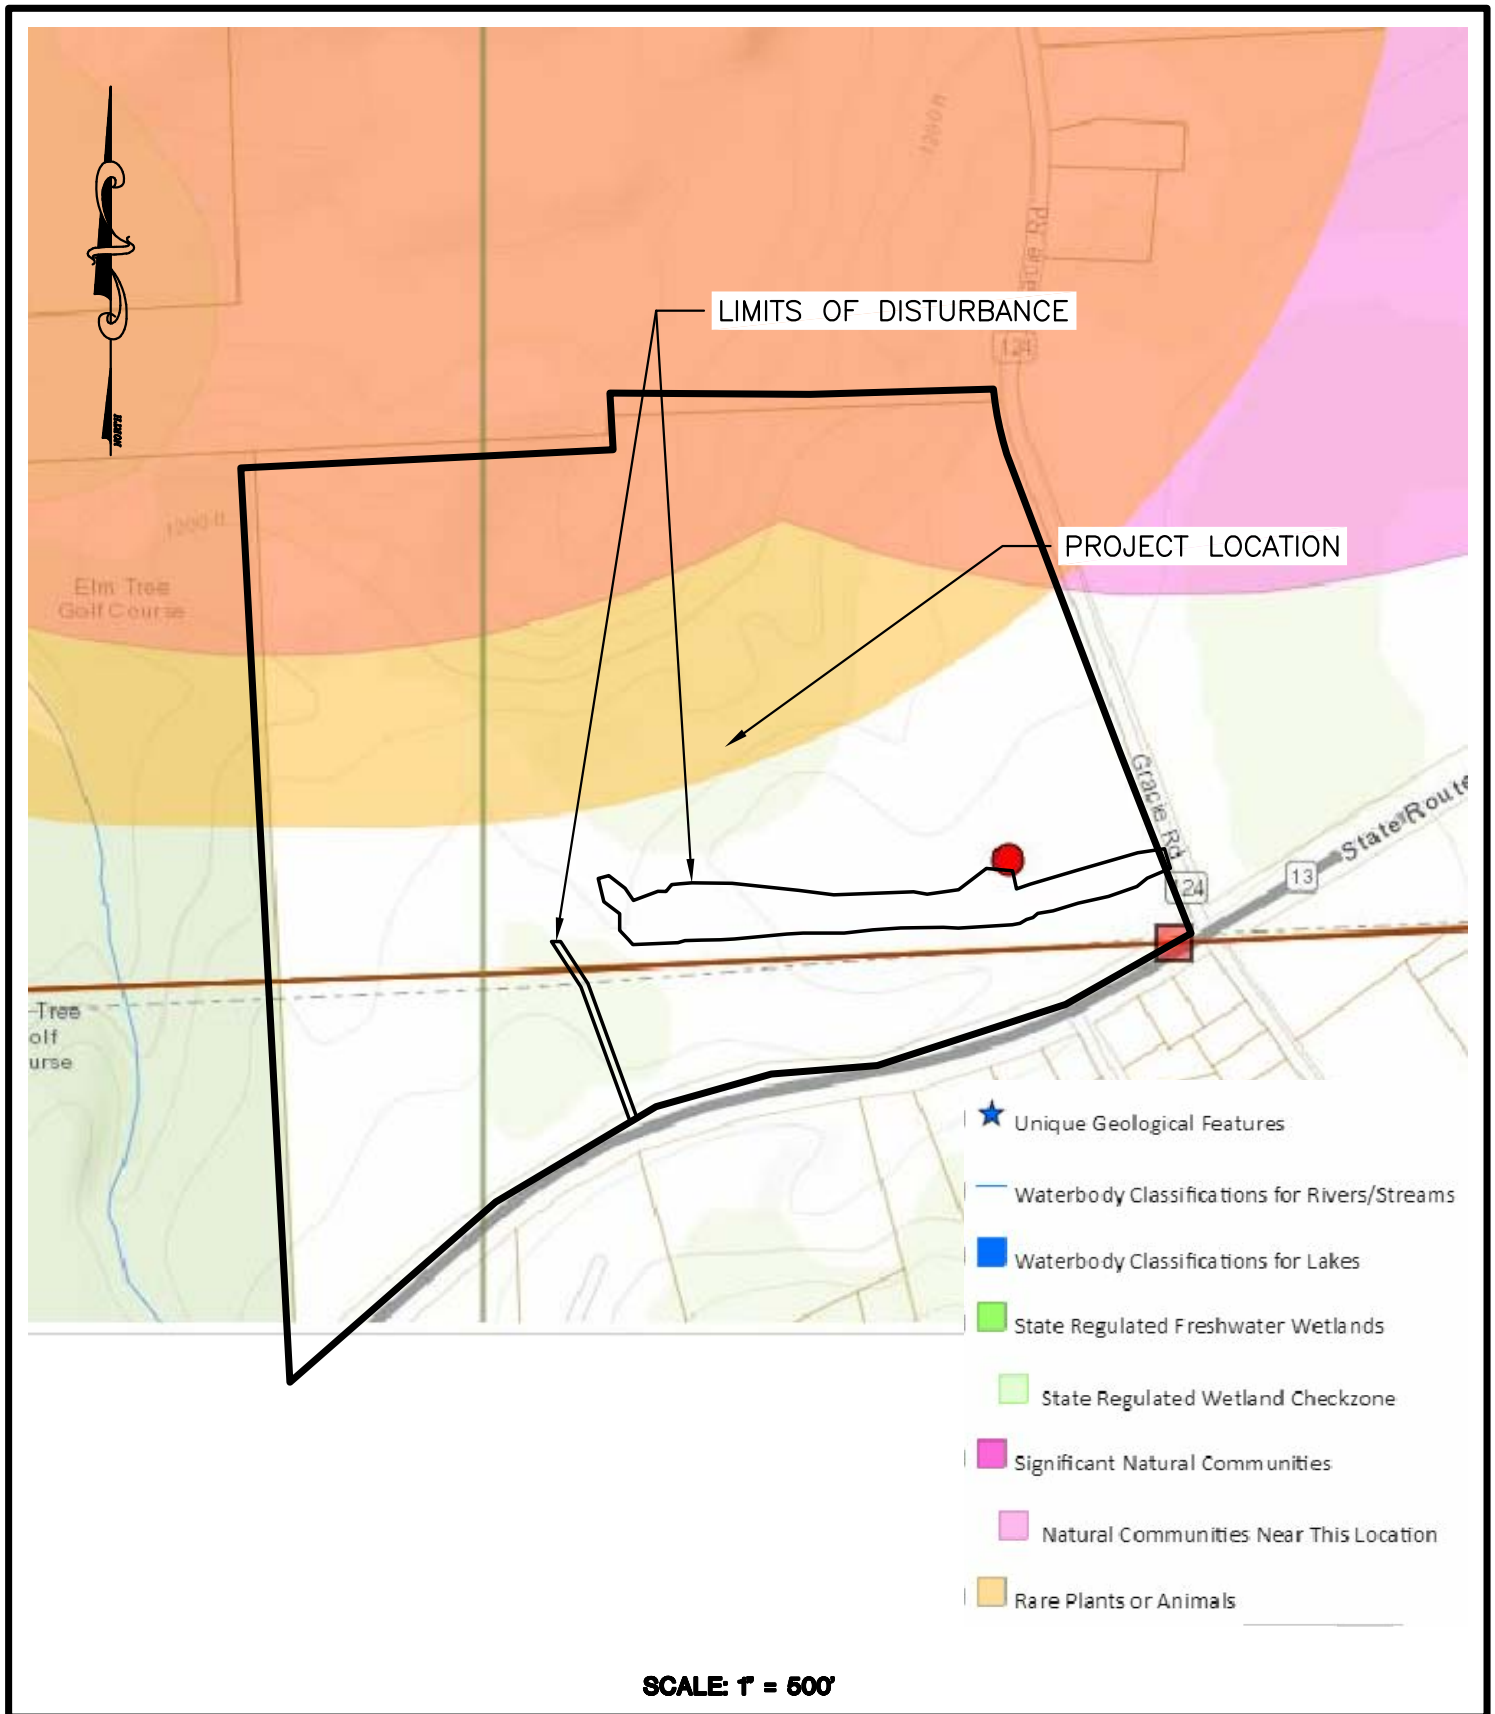 1200 ft
Rd
124
LIMITS OF DISTURBANCE
NORTH
PROJECT LOCATION
1200 ft
Elm Tree
Golf Course
Gracie Rd
State Route
13
124
Tree
olf
urse
Unique Geological Features
Waterbody Classifications for Rivers/Streams
Waterbody Classifications for Lakes
State Regulated Freshwater Wetlands
State Regulated Wetland Checkzone
Significant Natural Communities
Natural Communities Near This Location
Rare Plants or Animals
SCALE: 1" = 500'